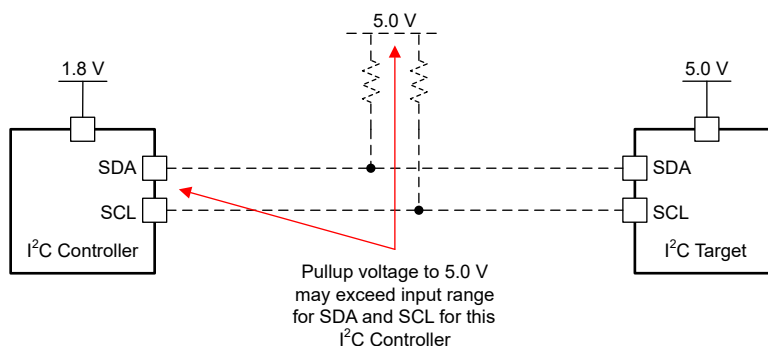 5.0 V
1.8 V
5.0 V
SDA
SDA
SCL
SCL
I²C Controller
I²C Target
Pullup voltage to 5.0 V
may exceed input range
for SDA and SCL for this
I²C Controller